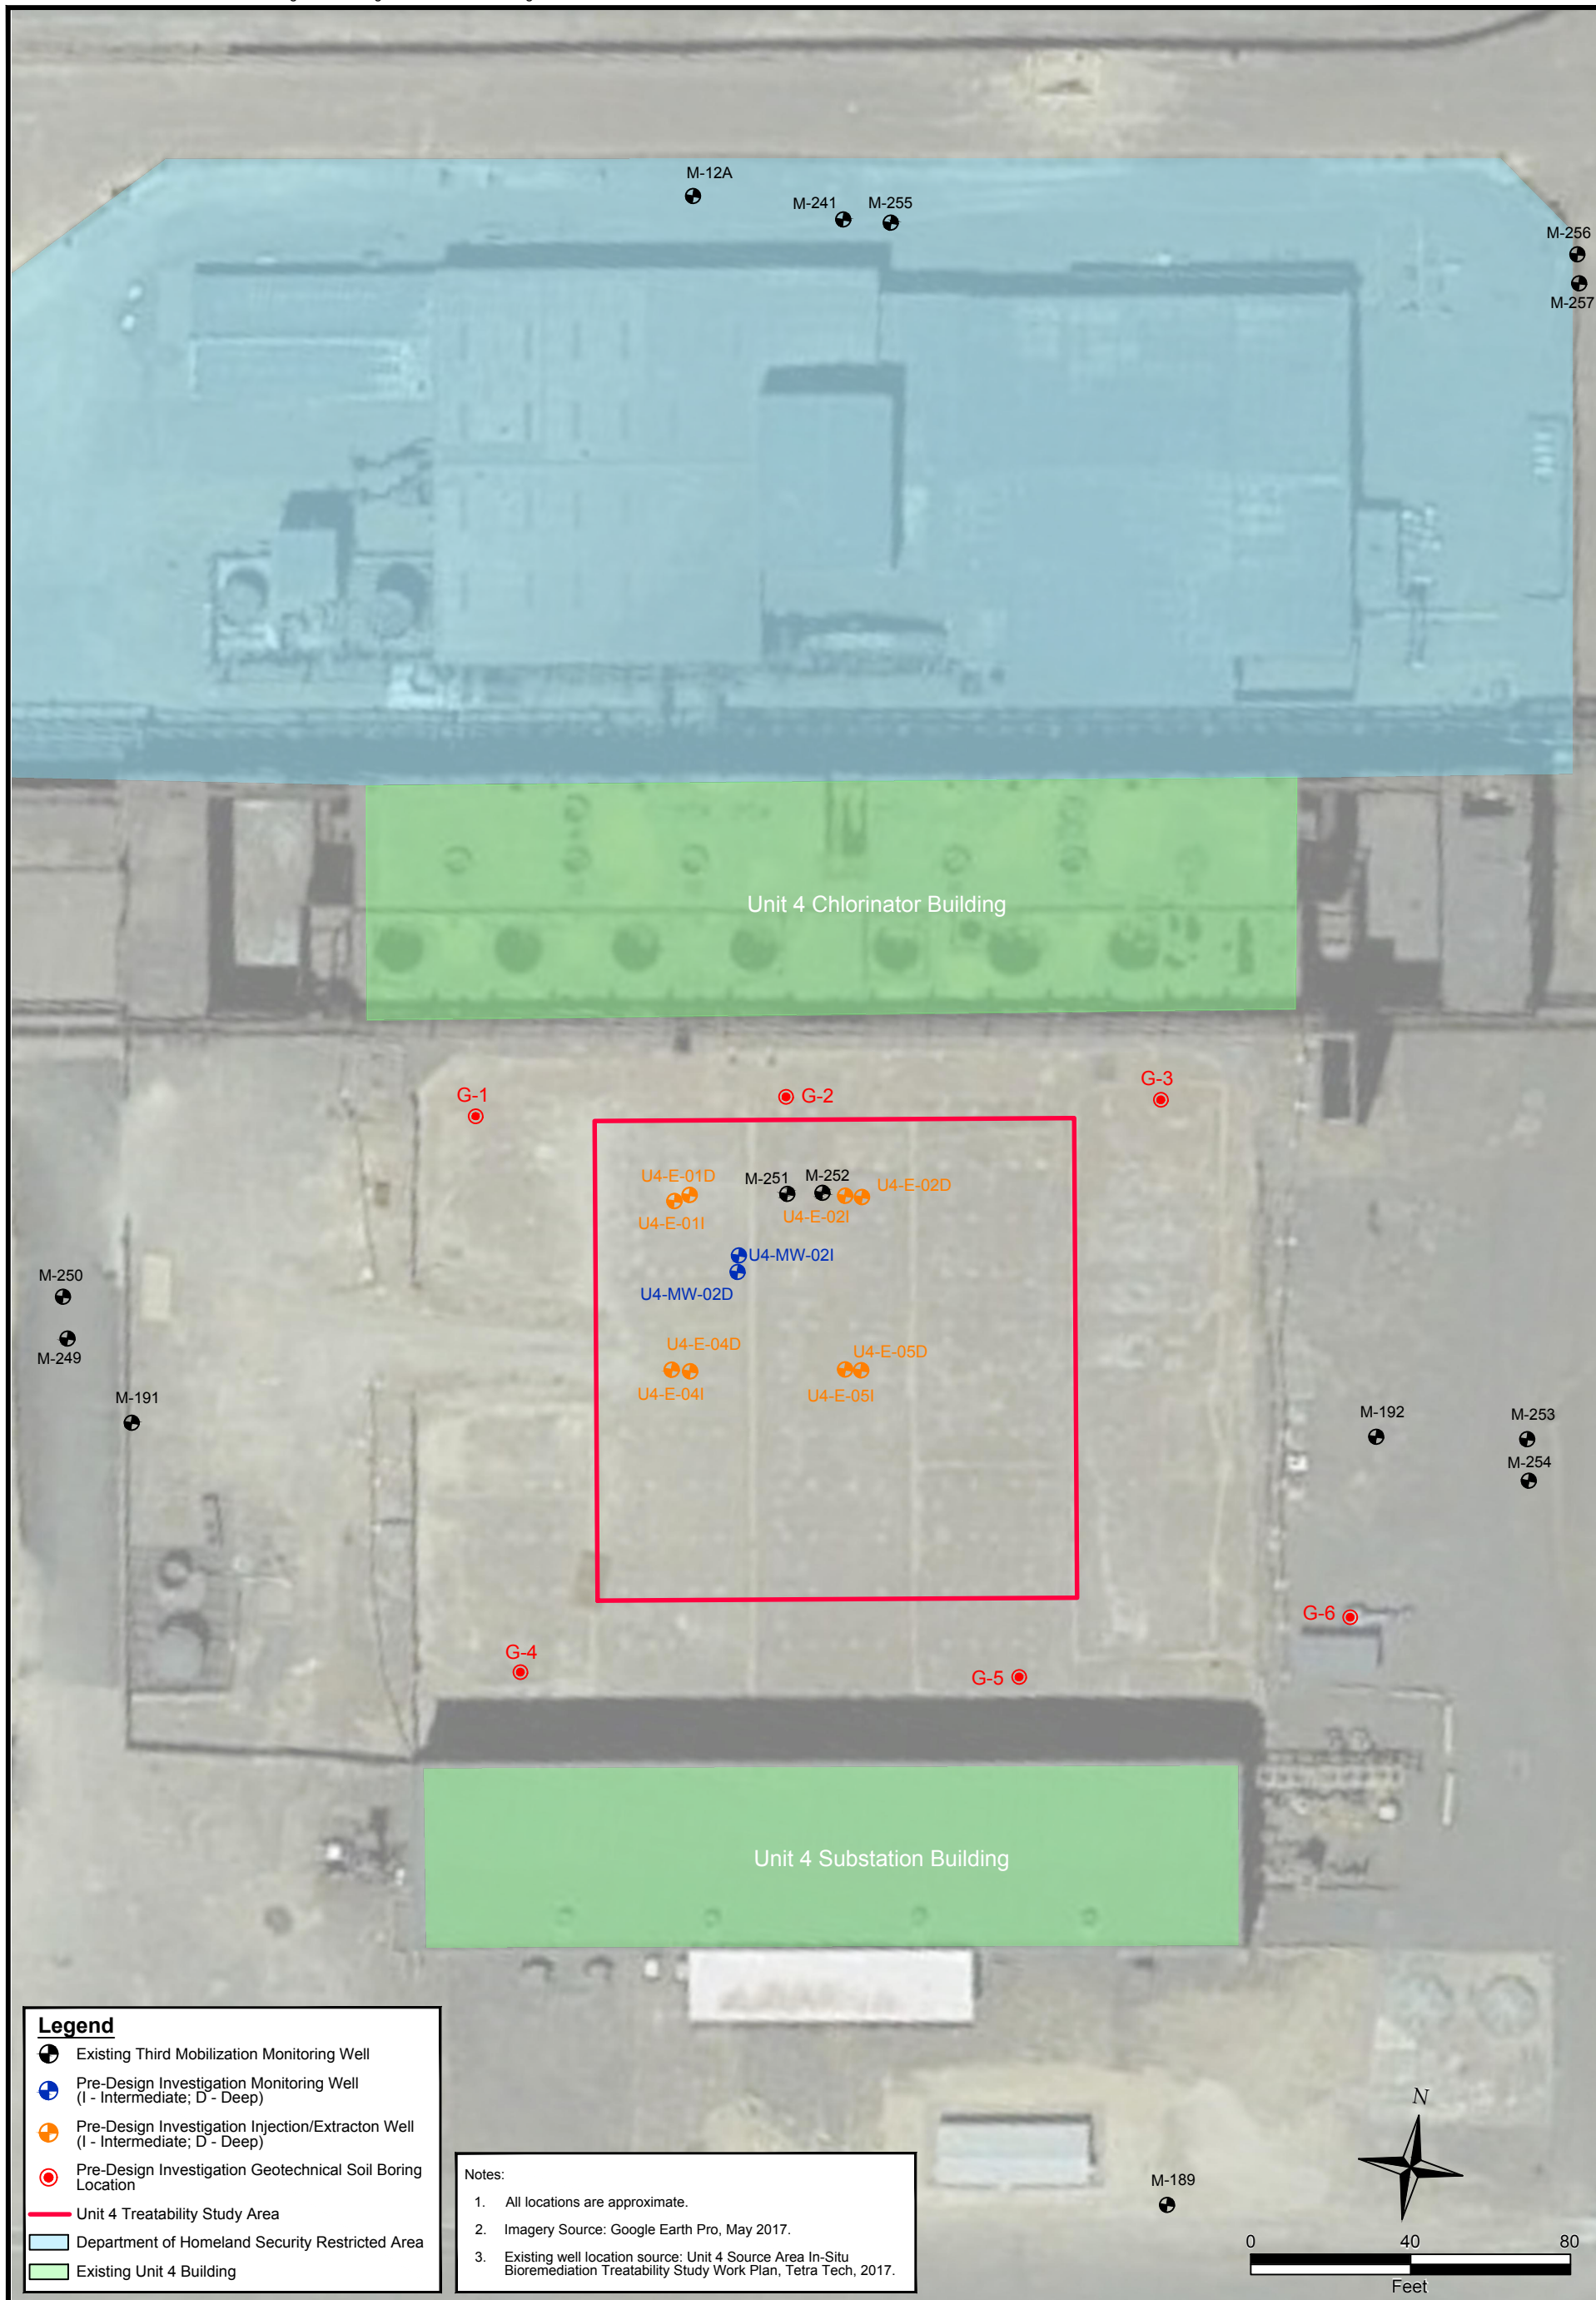 M-12A
M-241
M-255
M-256
M-257
Unit 4 Chlorinator Building
G-1
G-2
G-3
U4-E-01D
M-251
M-252
U4-E-02D
U4-E-01I
U4-E-02I
U4-MW-02I
M-250
U4-MW-02D
U4-E-04D
U4-E-05D
M-249
U4-E-04I
U4-E-05I
M-191
M-192
M-253
M-254
G-6
G-4
G-5
Unit 4 Substation Building
Legend
Existing Third Mobilization Monitoring Well
Pre-Design Investigation Monitoring Well
(I - Intermediate; D - Deep)
Pre-Design Investigation Injection/Extracton Well
(I - Intermediate; D - Deep)
Pre-Design Investigation Geotechnical Soil Boring
Location
Unit 4 Treatability Study Area
Department of Homeland Security Restricted Area
Existing Unit 4 Building
Notes:
1. All locations are approximate.
2. Imagery Source: Google Earth Pro, May 2017.
3. Existing well location source: Unit 4 Source Area In-Situ
Bioremediation Treatability Study Work Plan, Tetra Tech, 2017.
N
M-189
0 40 80
Feet